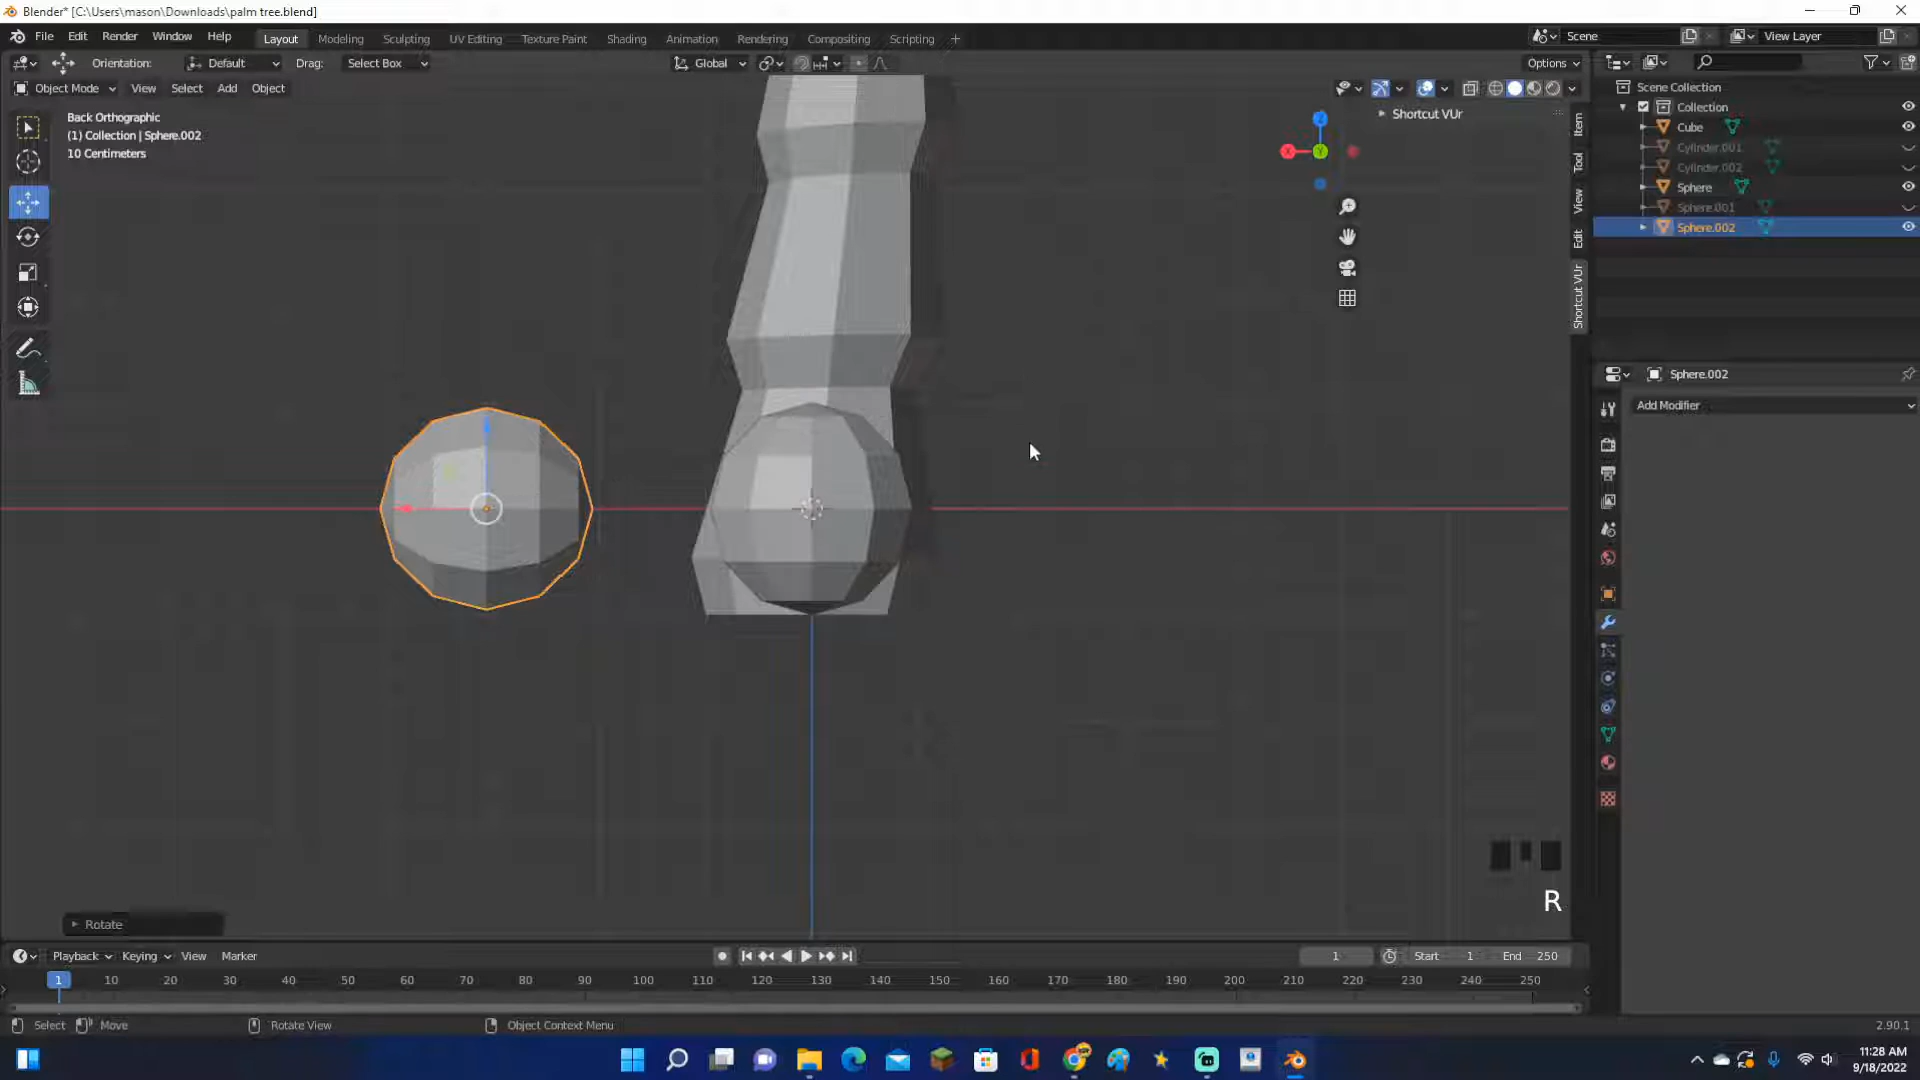 Blender* [C:\Users\mason\Downloads\palm tree.blend]
File Edit Render Window Help Layout Modeling Sculpting UV Editing Texture Paint Shading Animation Rendering Compositing Scripting + Scene View Layer
Orientation: Default Drag: Select Box Global Options
Object Mode View Select Add Object
Back Orthographic
(1) Collection | Sphere.002
10 Centimeters
Shortcut VUr
Item
Tool
View
Edit
Shortcut VUr
X
Z
Y
Scene Collection
Collection
Cube
Cylinder.001
Cylinder.002
Sphere
Sphere.001
Sphere.002
Sphere.002
Add Modifier
R
Rotate
Playback Keying View Marker 1 Start 1 End 250
1 10 20 30 40 50 60 70 80 90 100 110 120 130 140 150 160 170 180 190 200 210 220 230 240 250
Select Move Rotate View Object Context Menu 2.90.1
11:28 AM
9/18/2022